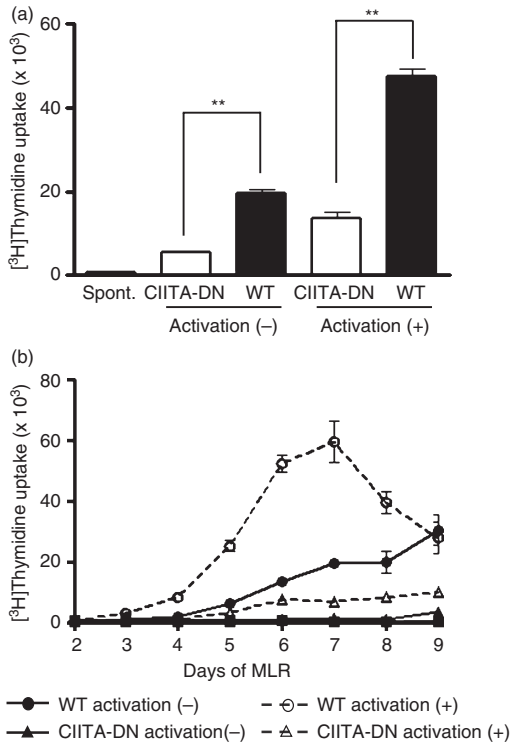 (a)
[³H]Thymidine uptake (x 10³)
60
40
20
0
**
**
Spont. CIITA-DN WT CIITA-DN WT
Activation (–) Activation (+)
(b)
[³H]Thymidine uptake (x 10³)
80
60
40
20
0
2 3 4 5 6 7 8 9
Days of MLR
WT activation (–) WT activation (+)
CIITA-DN activation(–) CIITA-DN activation (+)